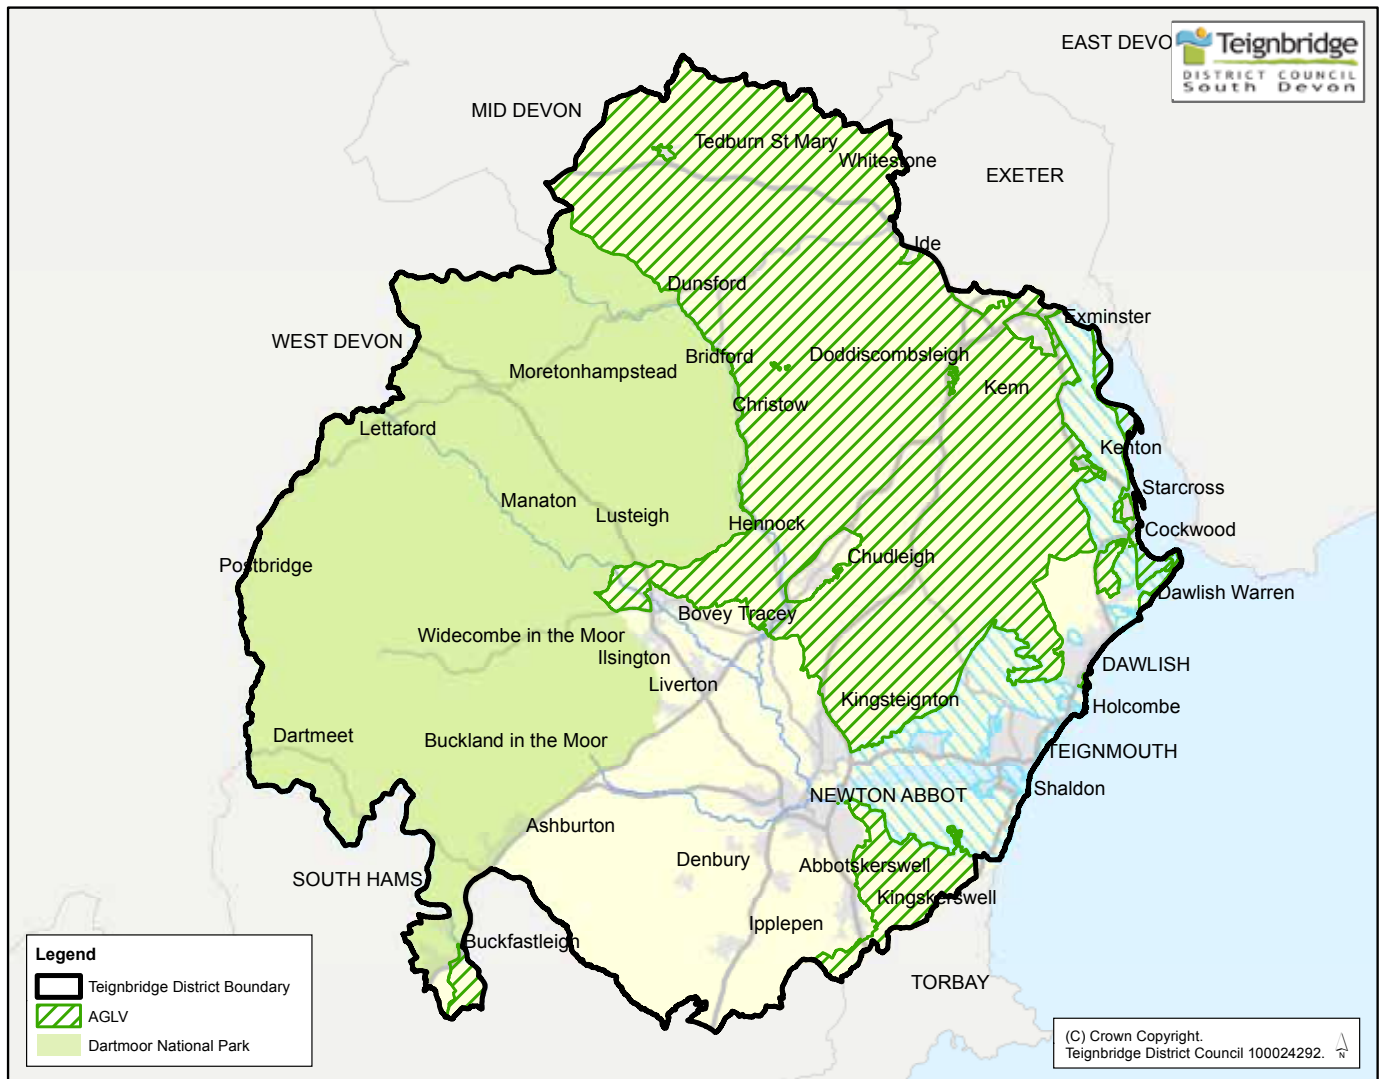 EAST DEVO
Teignbridge
DISTRICT COUNCIL
South Devon
MID DEVON
Tedburn St Mary
Whitestone
EXETER
Ide
Dunsford
Exminster
WEST DEVON
Bridford
Doddiscombsleigh
Moretonhampstead
Kenn
Christow
Lettaford
Kenton
Starcross
Manaton
Lusteigh
Hennock
Cockwood
Chudleigh
Postbridge
Dawlish Warren
Bovey Tracey
Widecombe in the Moor
Ilsington
DAWLISH
Liverton
Kingsteignton
Holcombe
Dartmeet
Buckland in the Moor
TEIGNMOUTH
Shaldon
NEWTON ABBOT
Ashburton
Denbury
Abbotskerswell
SOUTH HAMS
Kingskerswell
Ipplepen
Buckfastleigh
TORBAY
Legend
Teignbridge District Boundary
AGLV
Dartmoor National Park
(C) Crown Copyright.
Teignbridge District Council 100024292.
N